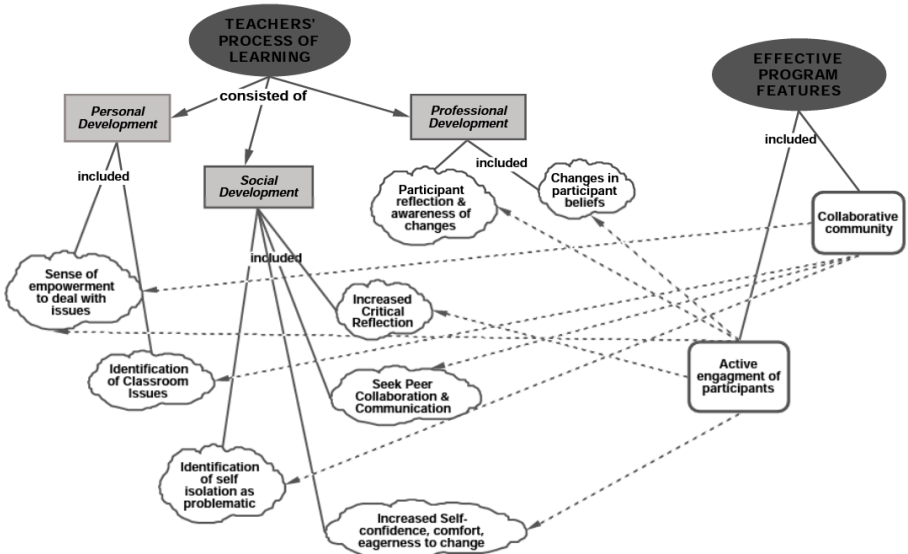 TEACHERS'
PROCESS OF
LEARNING
EFFECTIVE
PROGRAM
FEATURES
consisted of
Personal
Development
Professional
Development
Social
Development
included
included
included
included
Participant
reflection &
awareness of
changes
Changes in
participant
beliefs
Collaborative
community
Sense of
empowerment
to deal with
issues
Increased
Critical
Reflection
Identification
of Classroom
Issues
Seek Peer
Collaboration &
Communication
Active
engagment of
participants
Identification
of self
isolation as
problematic
Increased Self-
confidence, comfort,
eagerness to change